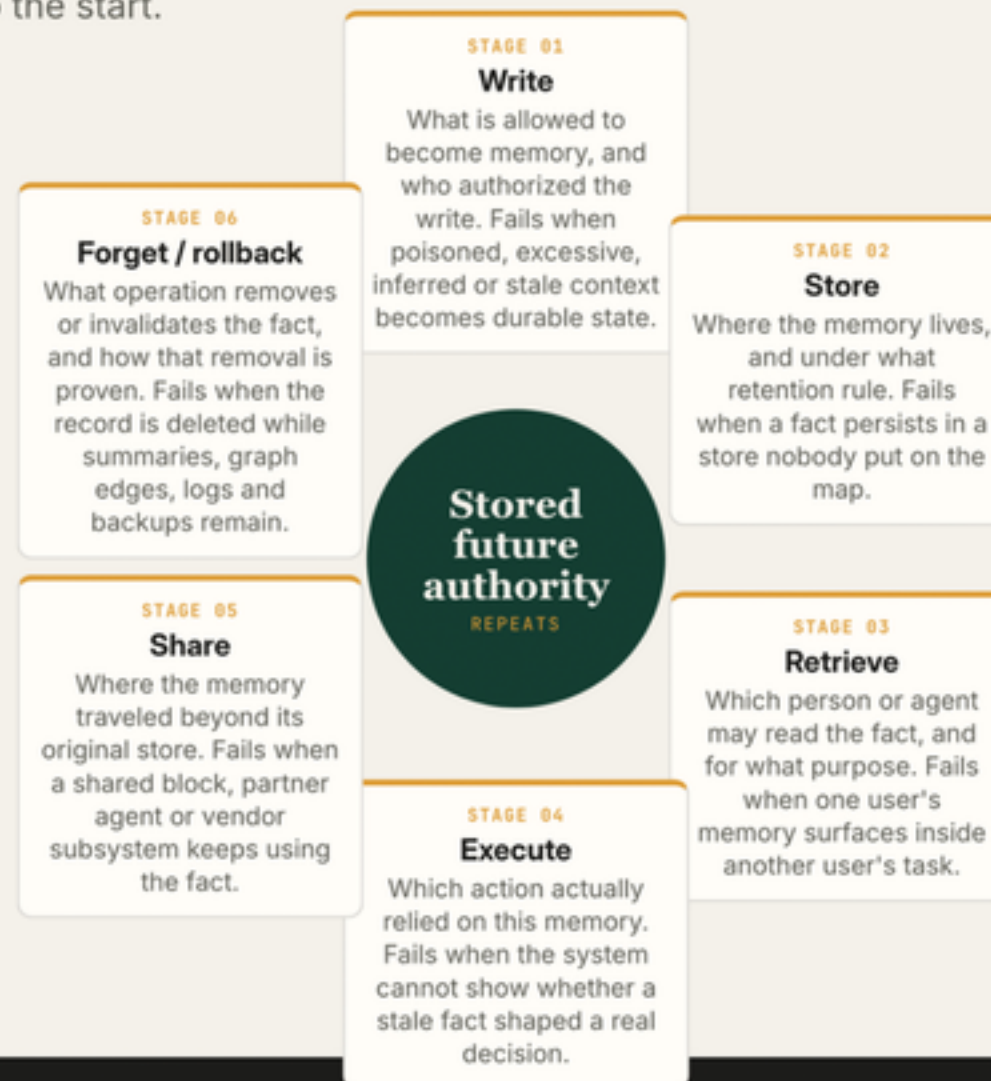 the start.
STAGE 01
Write
What is allowed to
become memory, and
who authorized the
write. Fails when
poisoned, excessive,
inferred or stale context
becomes durable state.
STAGE 02
Store
Where the memory lives,
and under what
retention rule. Fails
when a fact persists in a
store nobody put on the
map.
STAGE 03
Retrieve
Which person or agent
may read the fact, and
for what purpose. Fails
when one user's
memory surfaces inside
another user's task.
STAGE 04
Execute
Which action actually
relied on this memory.
Fails when the system
cannot show whether a
stale fact shaped a real
decision.
STAGE 05
Share
Where the memory
traveled beyond its
original store. Fails when
a shared block, partner
agent or vendor
subsystem keeps using
the fact.
STAGE 06
Forget / rollback
What operation removes
or invalidates the fact,
and how that removal is
proven. Fails when the
record is deleted while
summaries, graph
edges, logs and
backups remain.
Stored
future
authority
REPEATS